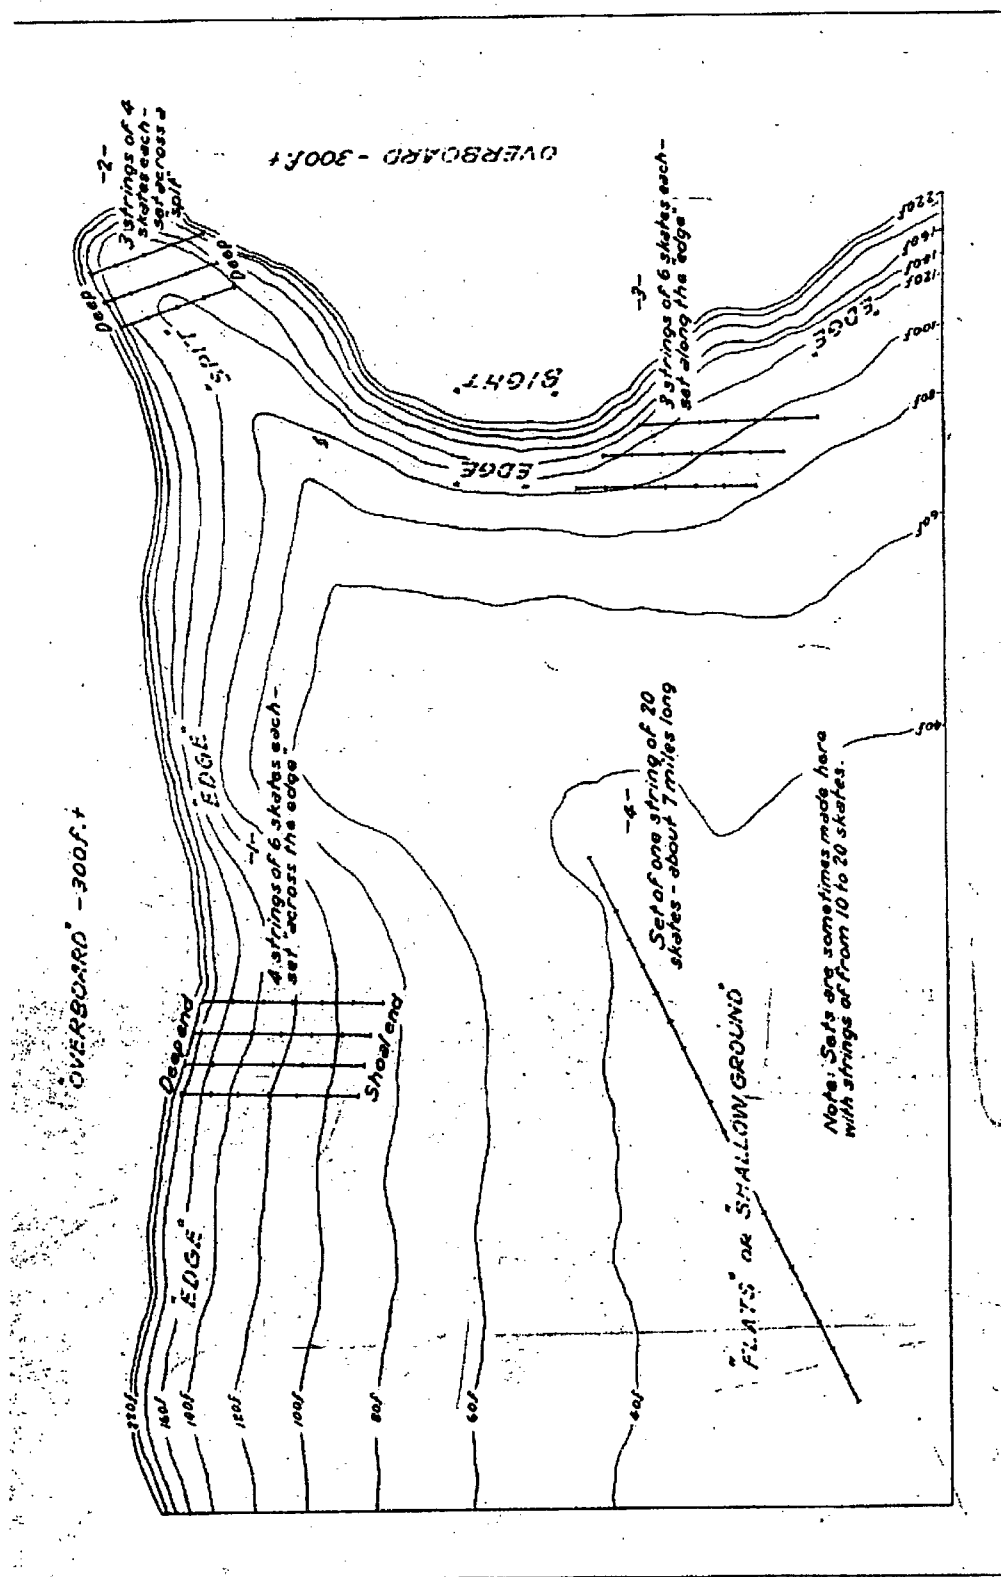 "OVERBOARD" - 300f.+
-2-
3 strings of 4
skates each -
set across a
"spit"
Deep
Deep
"SPIT"
OVERBOARD - 300f.+
"BIGHT"
-3-
3 strings of 6 skates each -
set along the "edge"
"EDGE"
"EDGE"
"EDGE"
-1-
4 strings of 6 skates each -
set "across the edge"
Deep end
Shoal end
"EDGE"
-4-
Set of one string of 20
skates - about 7 miles long
"FLATS" OR "SHALLOW GROUND"
Note: Sets are sometimes made here
with strings of from 10 to 20 skates.
220f.
160f
140f.
120f.
100f.
80f.
60f.
40f.
220f
160f
140f
120f
100f
80f
60f
40f